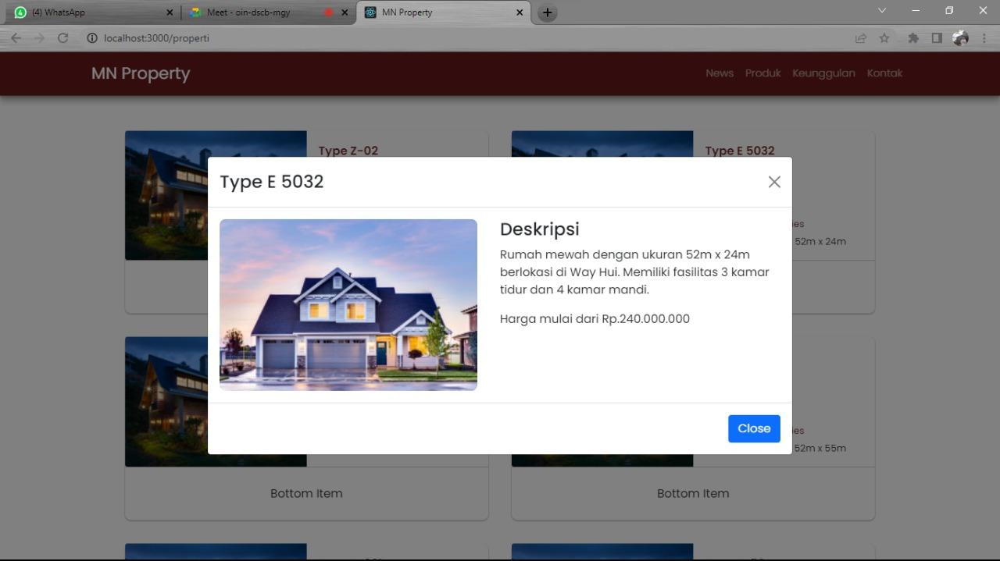 (4) WhatsApp
Meet - oin-dscb-mgy
MN Property
localhost:3000/properti
MN Property
News Produk Keunggulan Kontak
Type Z-02
Type E 5032
Type E 5032
Deskripsi
Rumah mewah dengan ukuran 52m x 24m
berlokasi di Way Hui. Memiliki fasilitas 3 kamar
tidur dan 4 kamar mandi.
Harga mulai dari Rp.240.000.000
Close
52m x 24m
52m x 55m
Bottom Item
Bottom Item